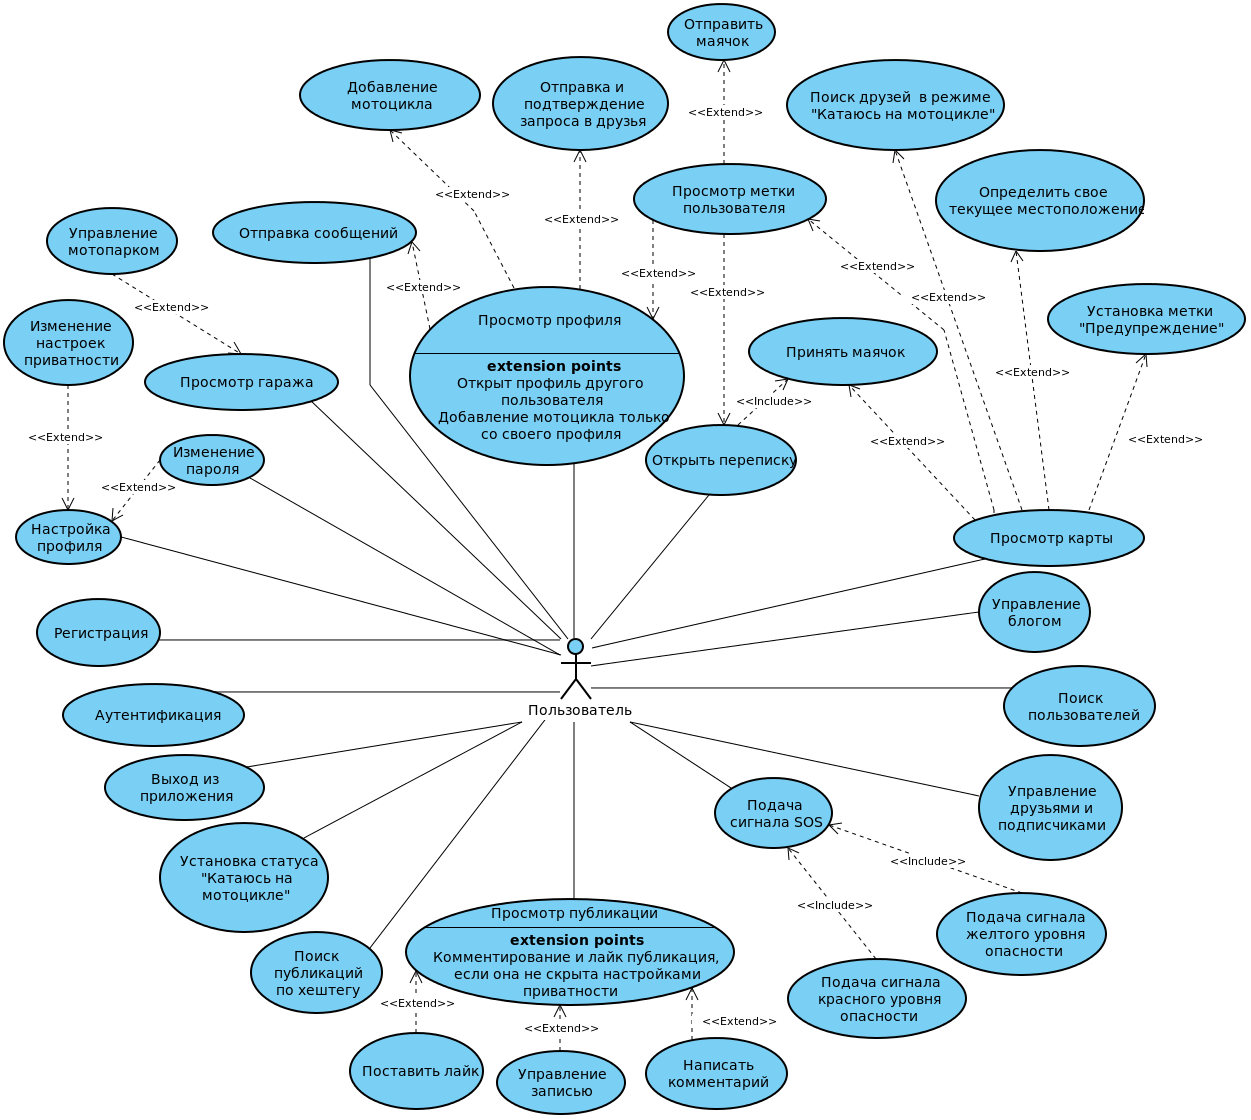 Отправить
маячок
Добавление
мотоцикла
Отправка и
подтверждение
запроса в друзья
<<Extend>>
Поиск друзей в режиме
"Катаюсь на мотоцикле"
Просмотр метки
пользователя
Определить свое
текущее местоположение
<<Extend>>
<<Extend>>
Управление
мотопарком
Отправка сообщений
<<Extend>>
<<Extend>>
<<Extend>>
<<Extend>>
<<Extend>>
<<Extend>>
Установка метки
"Предупреждение"
<<Extend>>
Изменение
настроек
приватности
Просмотр профиля
extension points
Открыт профиль другого
пользователя
Добавление мотоцикла только
со своего профиля
Принять маячок
<<Extend>>
Просмотр гаража
<<Include>>
<<Extend>>
<<Extend>>
<<Extend>>
Изменение
пароля
Открыть переписку
<<Extend>>
Настройка
профиля
Просмотр карты
Управление
блогом
Регистрация
Пользователь
Аутентификация
Поиск
пользователей
Выход из
приложения
Управление
друзьями и
подписчиками
Подача
сигнала SOS
Установка статуса
"Катаюсь на
мотоцикле"
<<Include>>
<<Include>>
Просмотр публикации
extension points
Комментирование и лайк публикация,
если она не скрыта настройками
приватности
Подача сигнала
желтого уровня
опасности
Поиск
публикаций
по хештегу
Подача сигнала
красного уровня
опасности
<<Extend>>
<<Extend>>
<<Extend>>
Поставить лайк
Управление
записью
Написать
комментарий